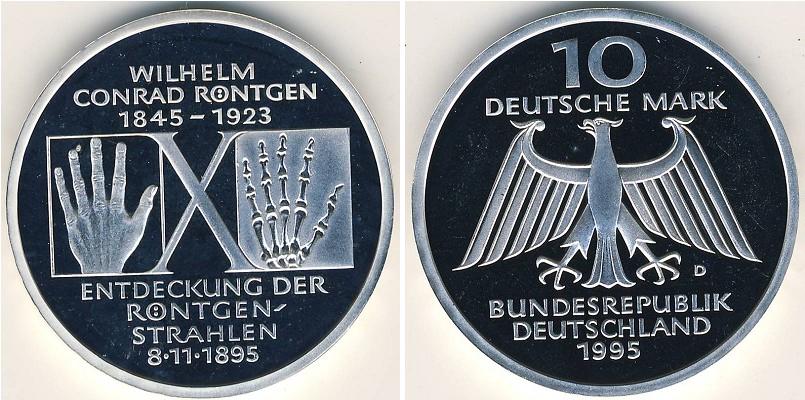 WILHELM
CONRAD RÖNTGEN
1845-1923
X
ENTDECKUNG DER
RÖNTGEN-
STRAHLEN
8·11·1895
10
DEUTSCHE MARK
D
BUNDESREPUBLIK
DEUTSCHLAND
1995